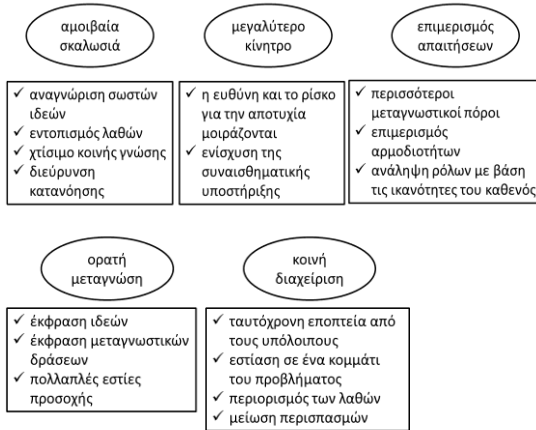 αμοιβαία
σκαλωσιά
✓ αναγνώριση σωστών
ιδεών
✓ εντοπισμός λαθών
✓ χτίσιμο κοινής γνώσης
✓ διεύρυνση
κατανόησης
μεγαλύτερο
κίνητρο
✓ η ευθύνη και το ρίσκο
για την αποτυχία
μοιράζονται
✓ ενίσχυση της
συναισθηματικής
υποστήριξης
επιμερισμός
απαιτήσεων
✓ περισσότεροι
μεταγνωστικοί πόροι
✓ επιμερισμός
αρμοδιοτήτων
✓ ανάληψη ρόλων με βάση
τις ικανότητες του καθενός
ορατή
μεταγνώση
✓ έκφραση ιδεών
✓ έκφραση μεταγνωστικών
δράσεων
✓ πολλαπλές εστίες
προσοχής
κοινή
διαχείριση
✓ ταυτόχρονη εποπτεία από
τους υπόλοιπους
✓ εστίαση σε ένα κομμάτι
του προβλήματος
✓ περιορισμός των λαθών
✓ μείωση περισπασμών